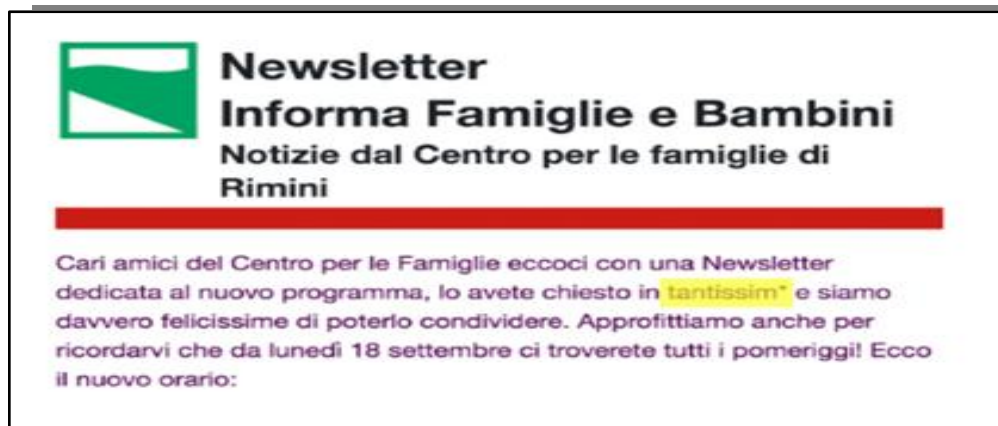 Newsletter
Informa Famiglie e Bambini
Notizie dal Centro per le famiglie di
Rimini
Cari amici del Centro per le Famiglie eccoci con una Newsletter
dedicata al nuovo programma, lo avete chiesto in tantissim* e siamo
davvero felicissime di poterlo condividere. Approfittiamo anche per
ricordarvi che da lunedì 18 settembre ci troverete tutti i pomeriggi! Ecco
il nuovo orario: